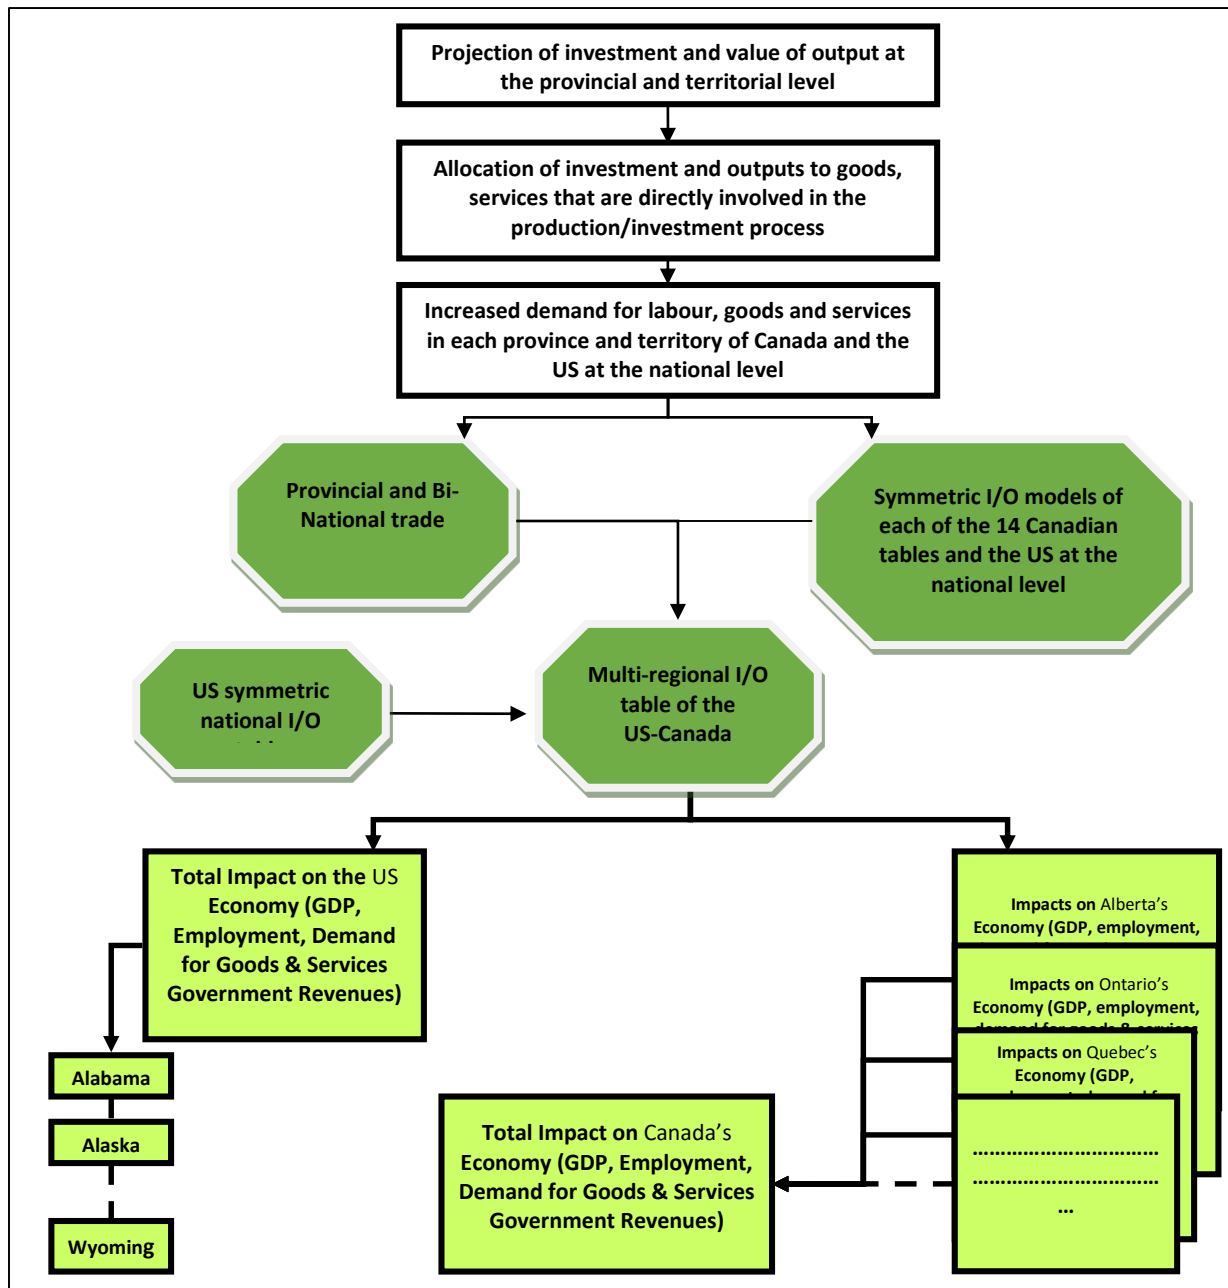 Projection of investment and value of output at
the provincial and territorial level
Allocation of investment and outputs to goods,
services that are directly involved in the
production/investment process
Increased demand for labour, goods and services
in each province and territory of Canada and the
US at the national level
Provincial and Bi-
National trade
Symmetric I/O models of
each of the 14 Canadian
tables and the US at the
national level
US symmetric
national I/O
Multi-regional I/O
table of the
US-Canada
Total Impact on the US
Economy (GDP,
Employment, Demand
for Goods & Services
Government Revenues)
Alabama
Alaska
Wyoming
Impacts on Alberta's
Economy (GDP, employment,
Impacts on Ontario's
Economy (GDP, employment,
demand for goods & services
Impacts on Quebec's
Economy (GDP,
……………………………
……………………………
…
Total Impact on Canada's
Economy (GDP, Employment,
Demand for Goods & Services
Government Revenues)